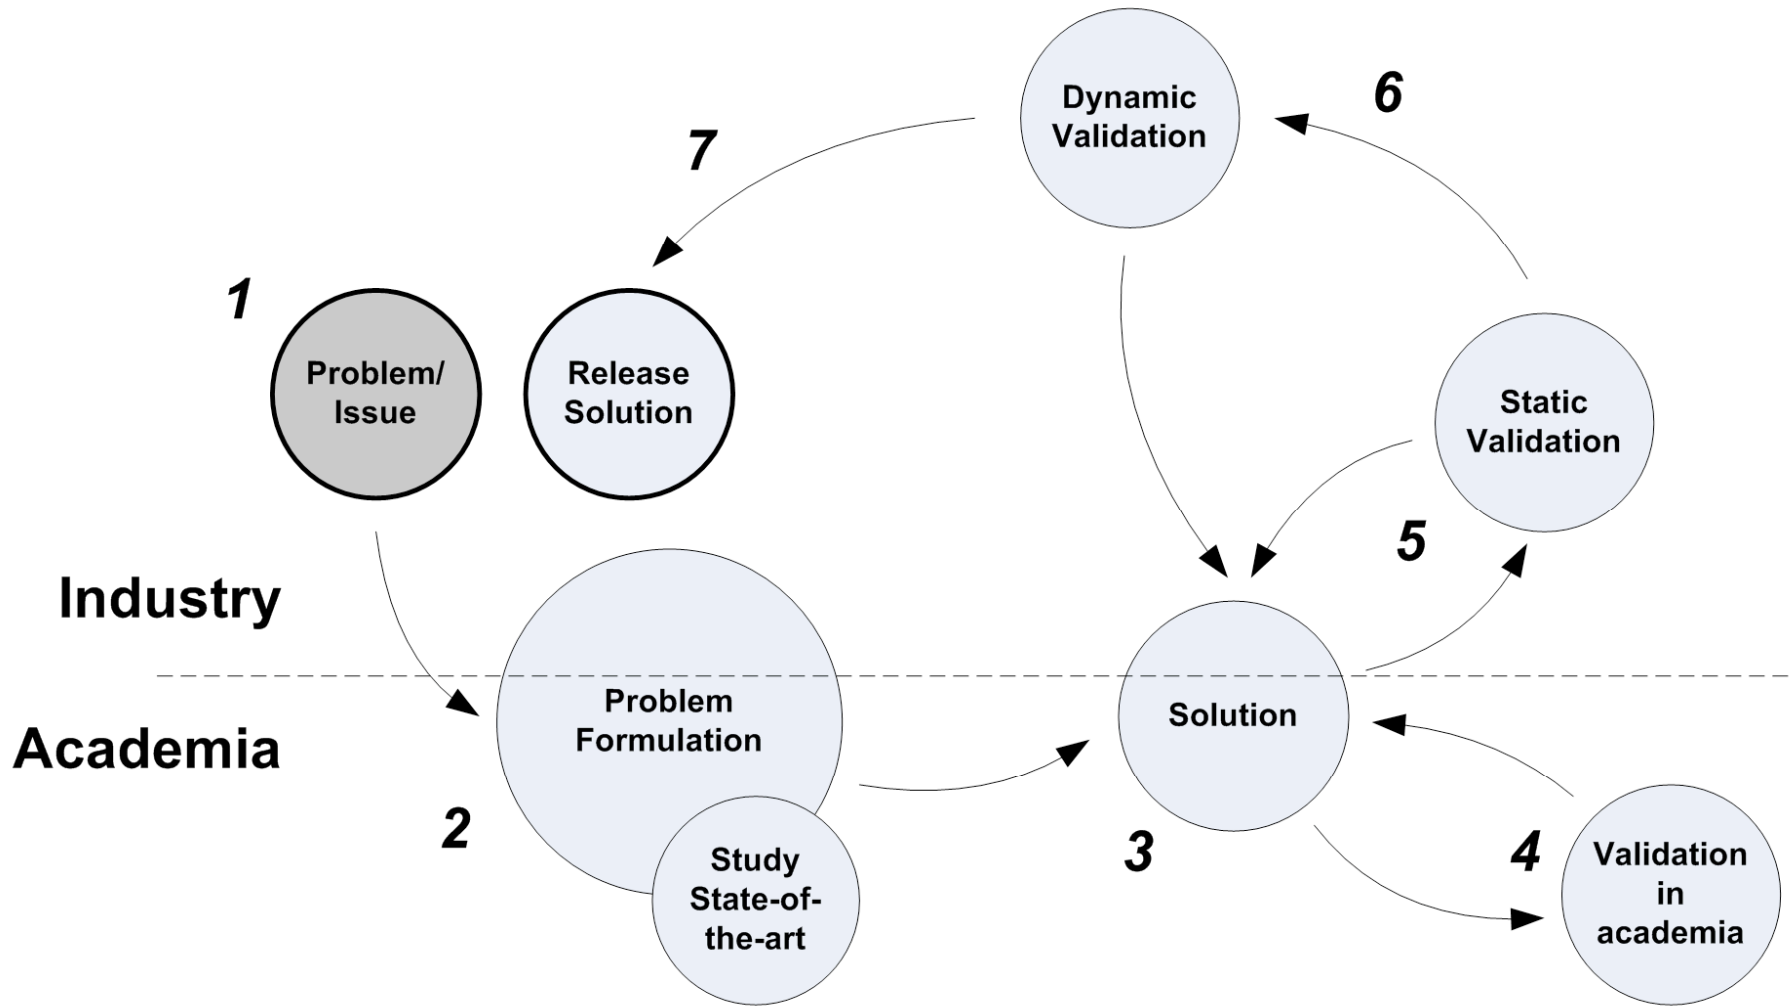 Dynamic
Validation
6
7
1
Problem/
Issue
Release
Solution
Static
Validation
5
Industry
Academia
Problem
Formulation
2
Study
State-of-
the-art
Solution
3
4
Validation
in
academia